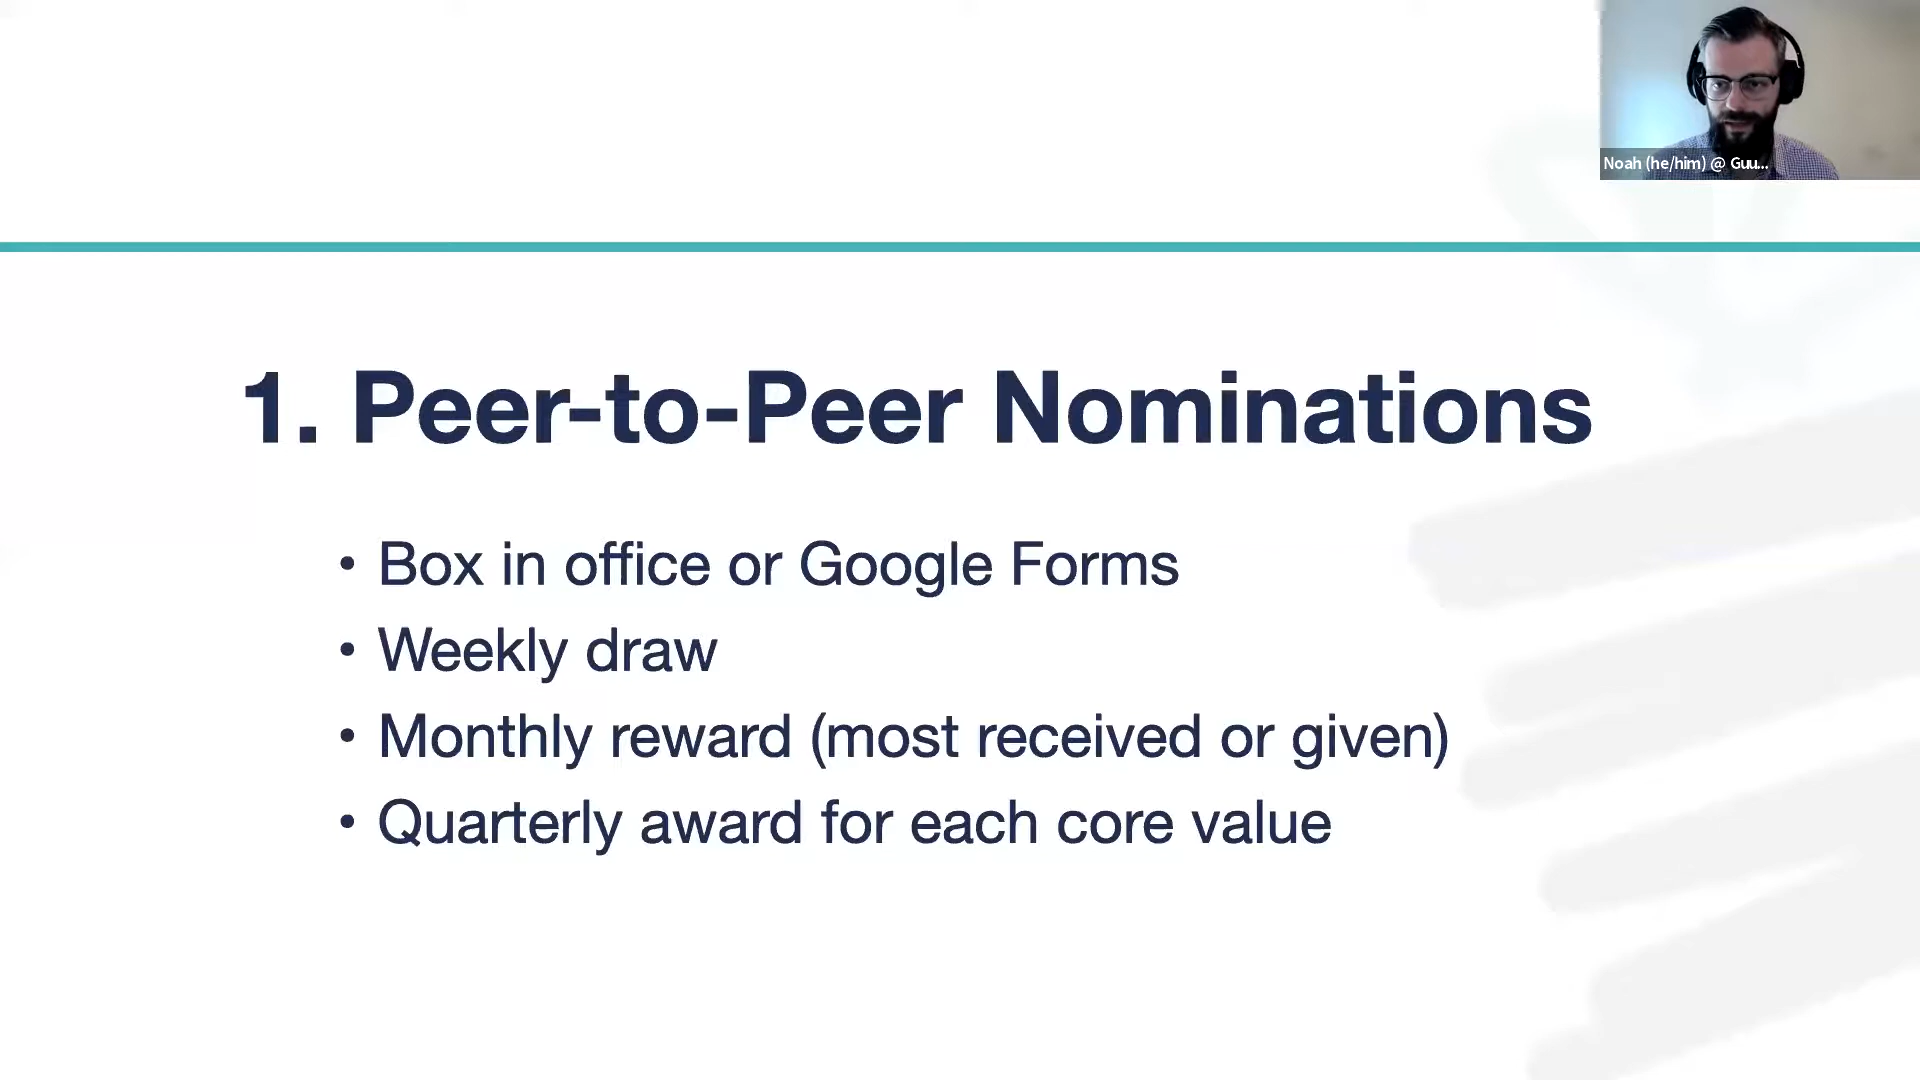 Noah (he/him) @ Guu...
1. Peer-to-Peer Nominations
• Box in office or Google Forms
• Weekly draw
• Monthly reward (most received or given)
• Quarterly award for each core value